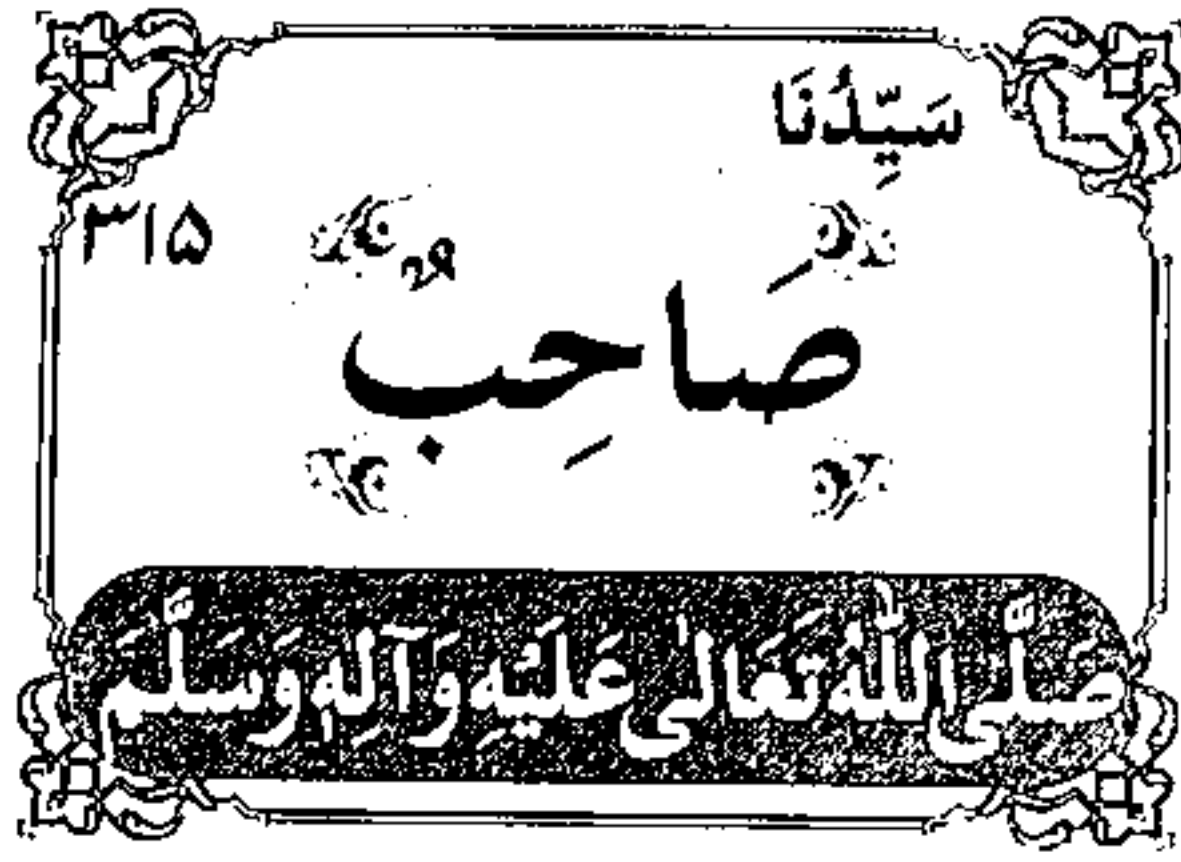 سَيِّدُنَا
۳۱۵
صَاحِبٌ
صَلَّى اللّٰهُ تَعَالٰى عَلَيْهِ وَآلِهٖ وَسَلَّمَ